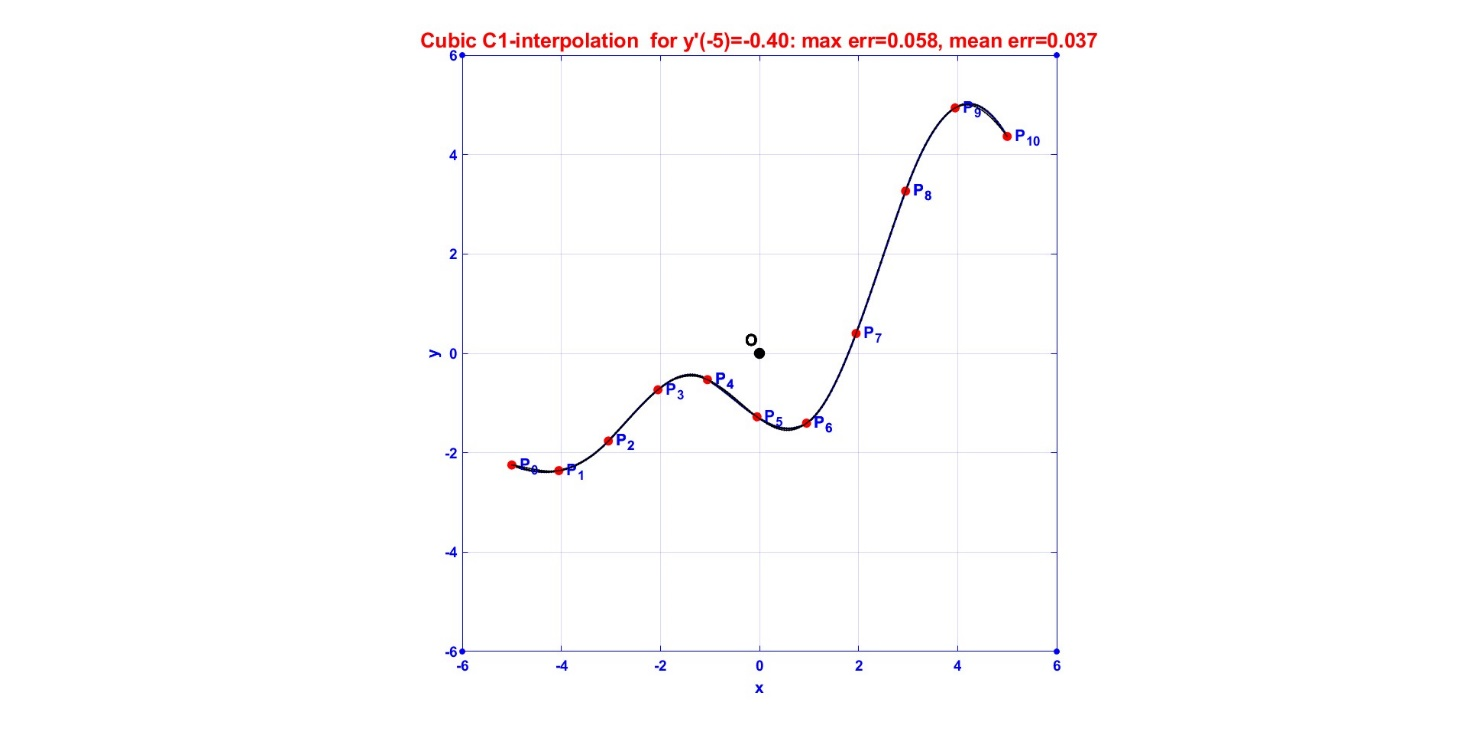 Cubic C1-interpolation for y'(-5)=-0.40: max err=0.058, mean err=0.037
6
P9
P10
4
P8
2
O
P7
y
0
P4
P3
P5
P6
-2
P2
P0
P1
-4
-6
-6 -4 -2 0 2 4 6
x